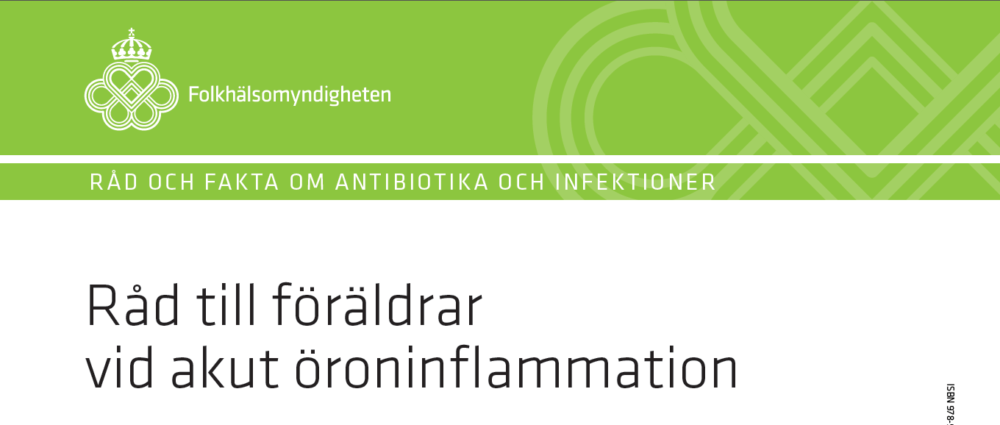 Folkhälsomyndigheten
RÅD OCH FAKTA OM ANTIBIOTIKA OCH INFEKTIONER
Råd till föräldrar
vid akut öroninflammation
ISBN 978-